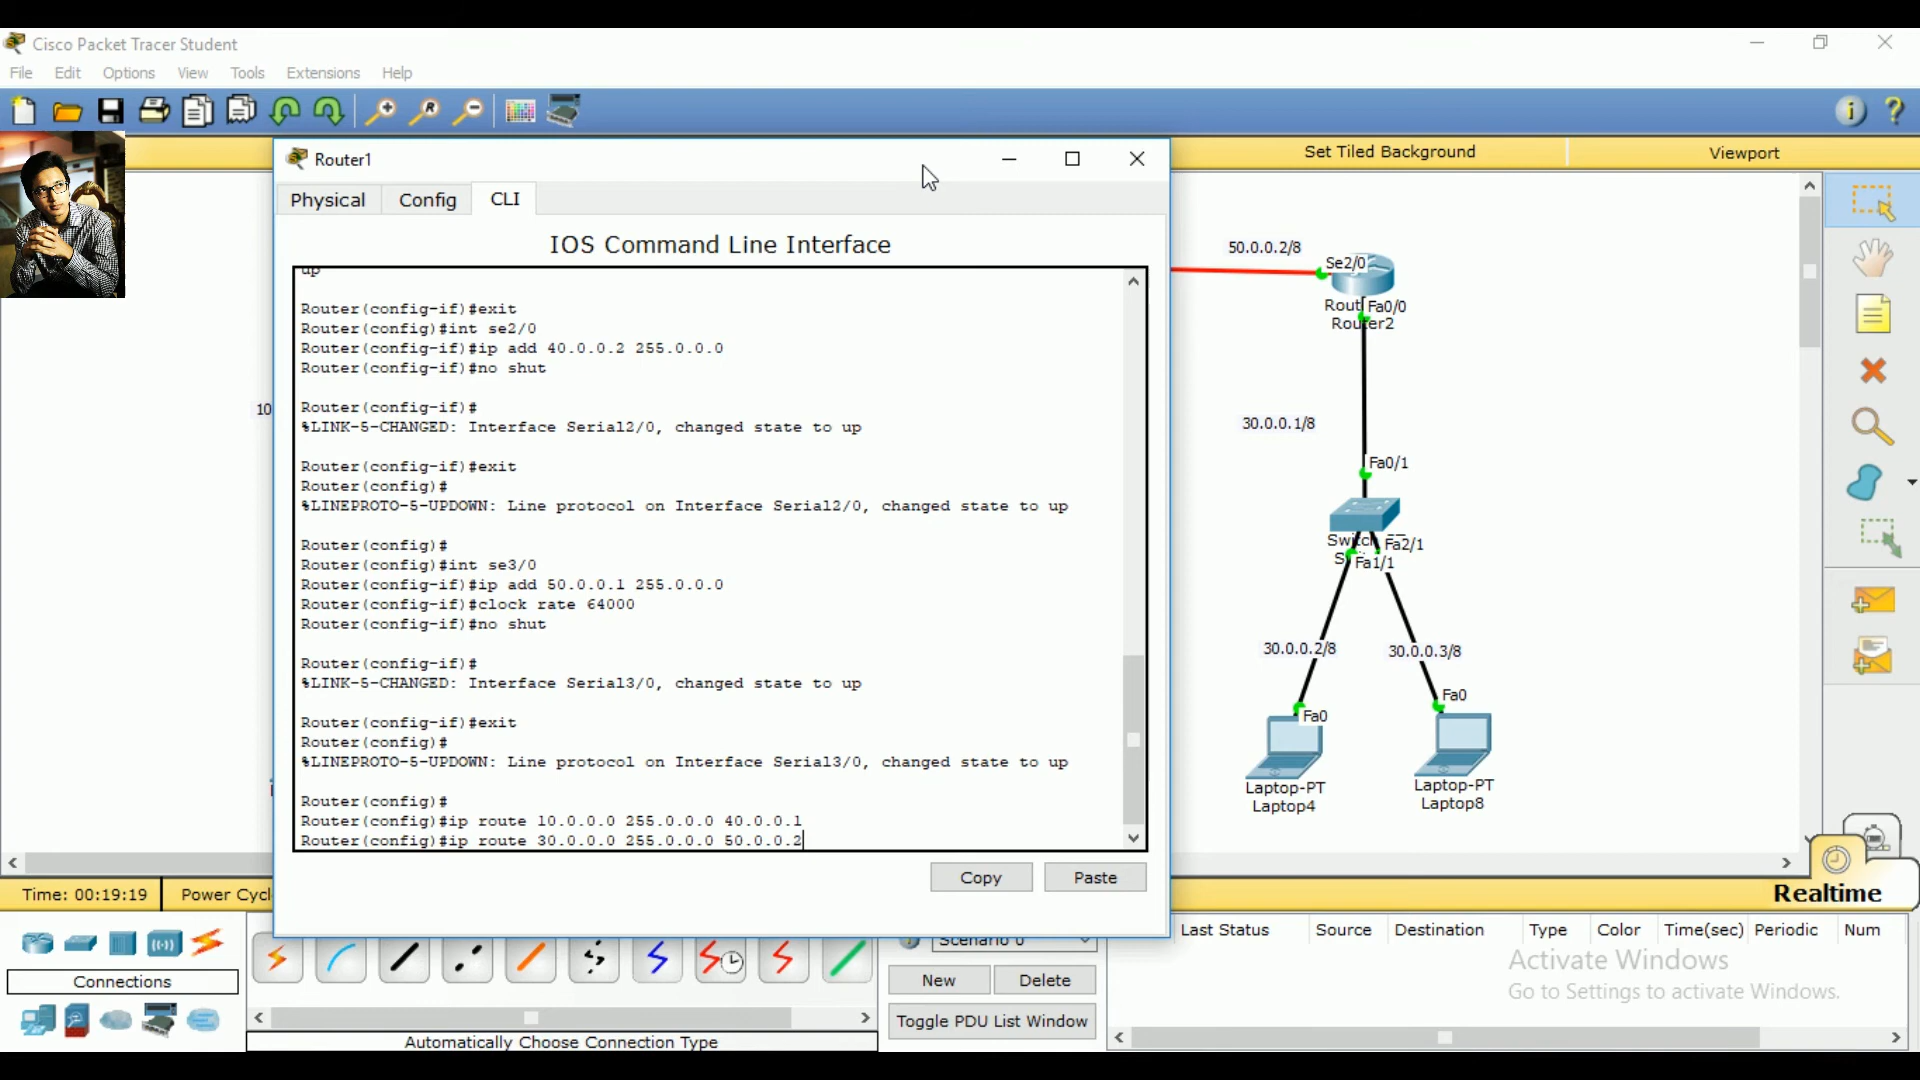 Cisco Packet Tracer Student
File Edit Options View Tools Extensions Help
Set Tiled Background
Viewport
Router1
Physical Config CLI
IOS Command Line Interface
up
Router(config-if)#exit
Router(config)#int se2/0
Router(config-if)#ip add 40.0.0.2 255.0.0.0
Router(config-if)#no shut
Router(config-if)#
%LINK-5-CHANGED: Interface Serial2/0, changed state to up
Router(config-if)#exit
Router(config)#
%LINEPROTO-5-UPDOWN: Line protocol on Interface Serial2/0, changed state to up
Router(config)#
Router(config)#int se3/0
Router(config-if)#ip add 50.0.0.1 255.0.0.0
Router(config-if)#clock rate 64000
Router(config-if)#no shut
Router(config-if)#
%LINK-5-CHANGED: Interface Serial3/0, changed state to up
Router(config-if)#exit
Router(config)#
%LINEPROTO-5-UPDOWN: Line protocol on Interface Serial3/0, changed state to up
Router(config)#
Router(config)#ip route 10.0.0.0 255.0.0.0 40.0.0.1
Router(config)#ip route 30.0.0.0 255.0.0.0 50.0.0.2
Copy Paste
10
50.0.0.2/8
Se2/0
Rout Fa0/0
Router2
30.0.0.1/8
Fa0/1
Switch
Fa2/1
S Fa1/1
30.0.0.2/8
30.0.0.3/8
Fa0
Fa0
Laptop-PT
Laptop4
Laptop-PT
Laptop8
Time: 00:19:19 Power Cycl
Realtime
Connections
Automatically Choose Connection Type
Scenario 0
New Delete
Toggle PDU List Window
Last Status Source Destination Type Color Time(sec) Periodic Num
Activate Windows
Go to Settings to activate Windows.